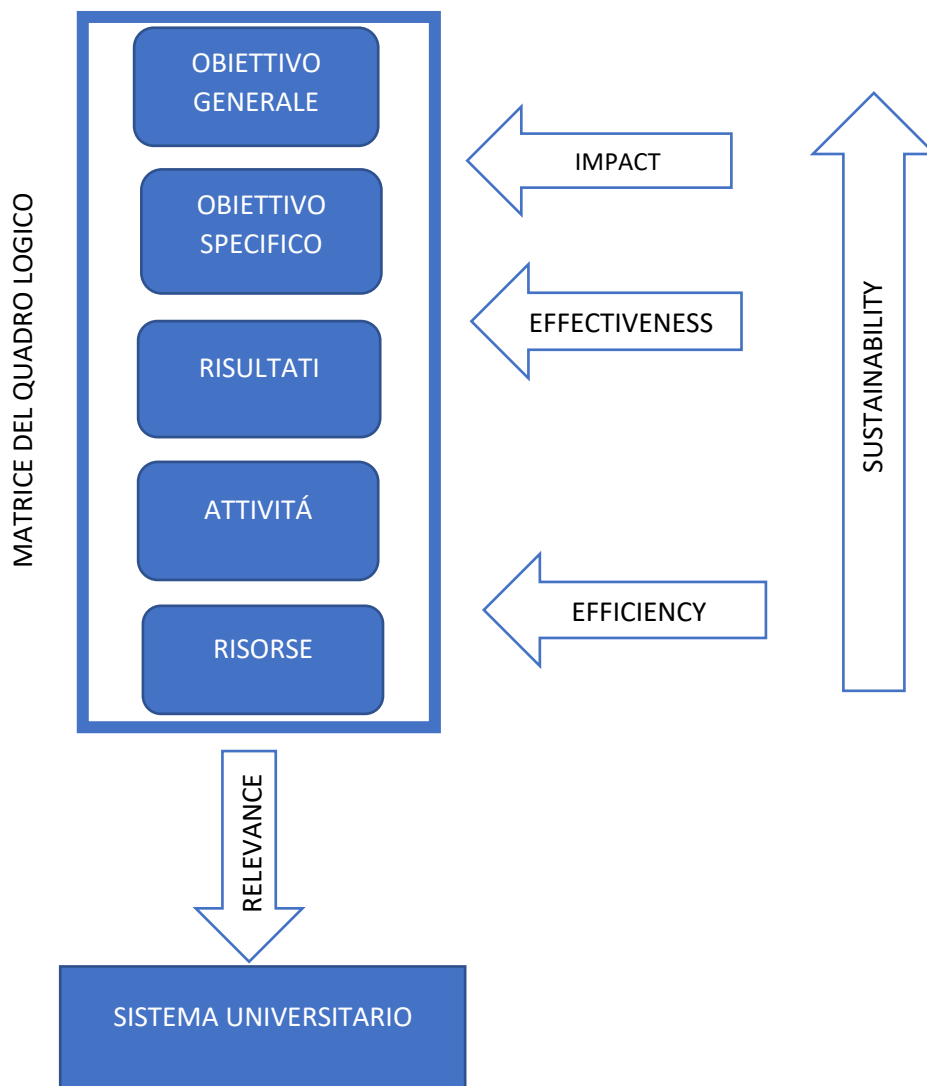 MATRICE DEL QUADRO LOGICO
OBIETTIVO
GENERALE
IMPACT
OBIETTIVO
SPECIFICO
EFFECTIVENESS
SUSTAINABILITY
RISULTATI
ATTIVITÁ
EFFICIENCY
RISORSE
RELEVANCE
SISTEMA UNIVERSITARIO